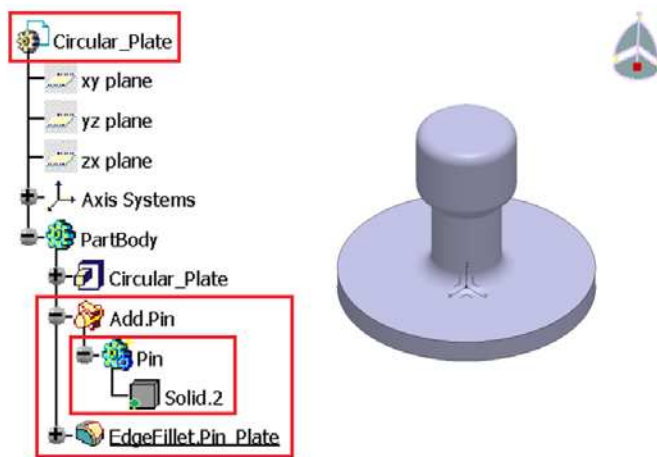 Circular_Plate
xy plane
yz plane
zx plane
Axis Systems
PartBody
Circular_Plate
Add.Pin
Pin
Solid.2
EdgeFillet.Pin_Plate